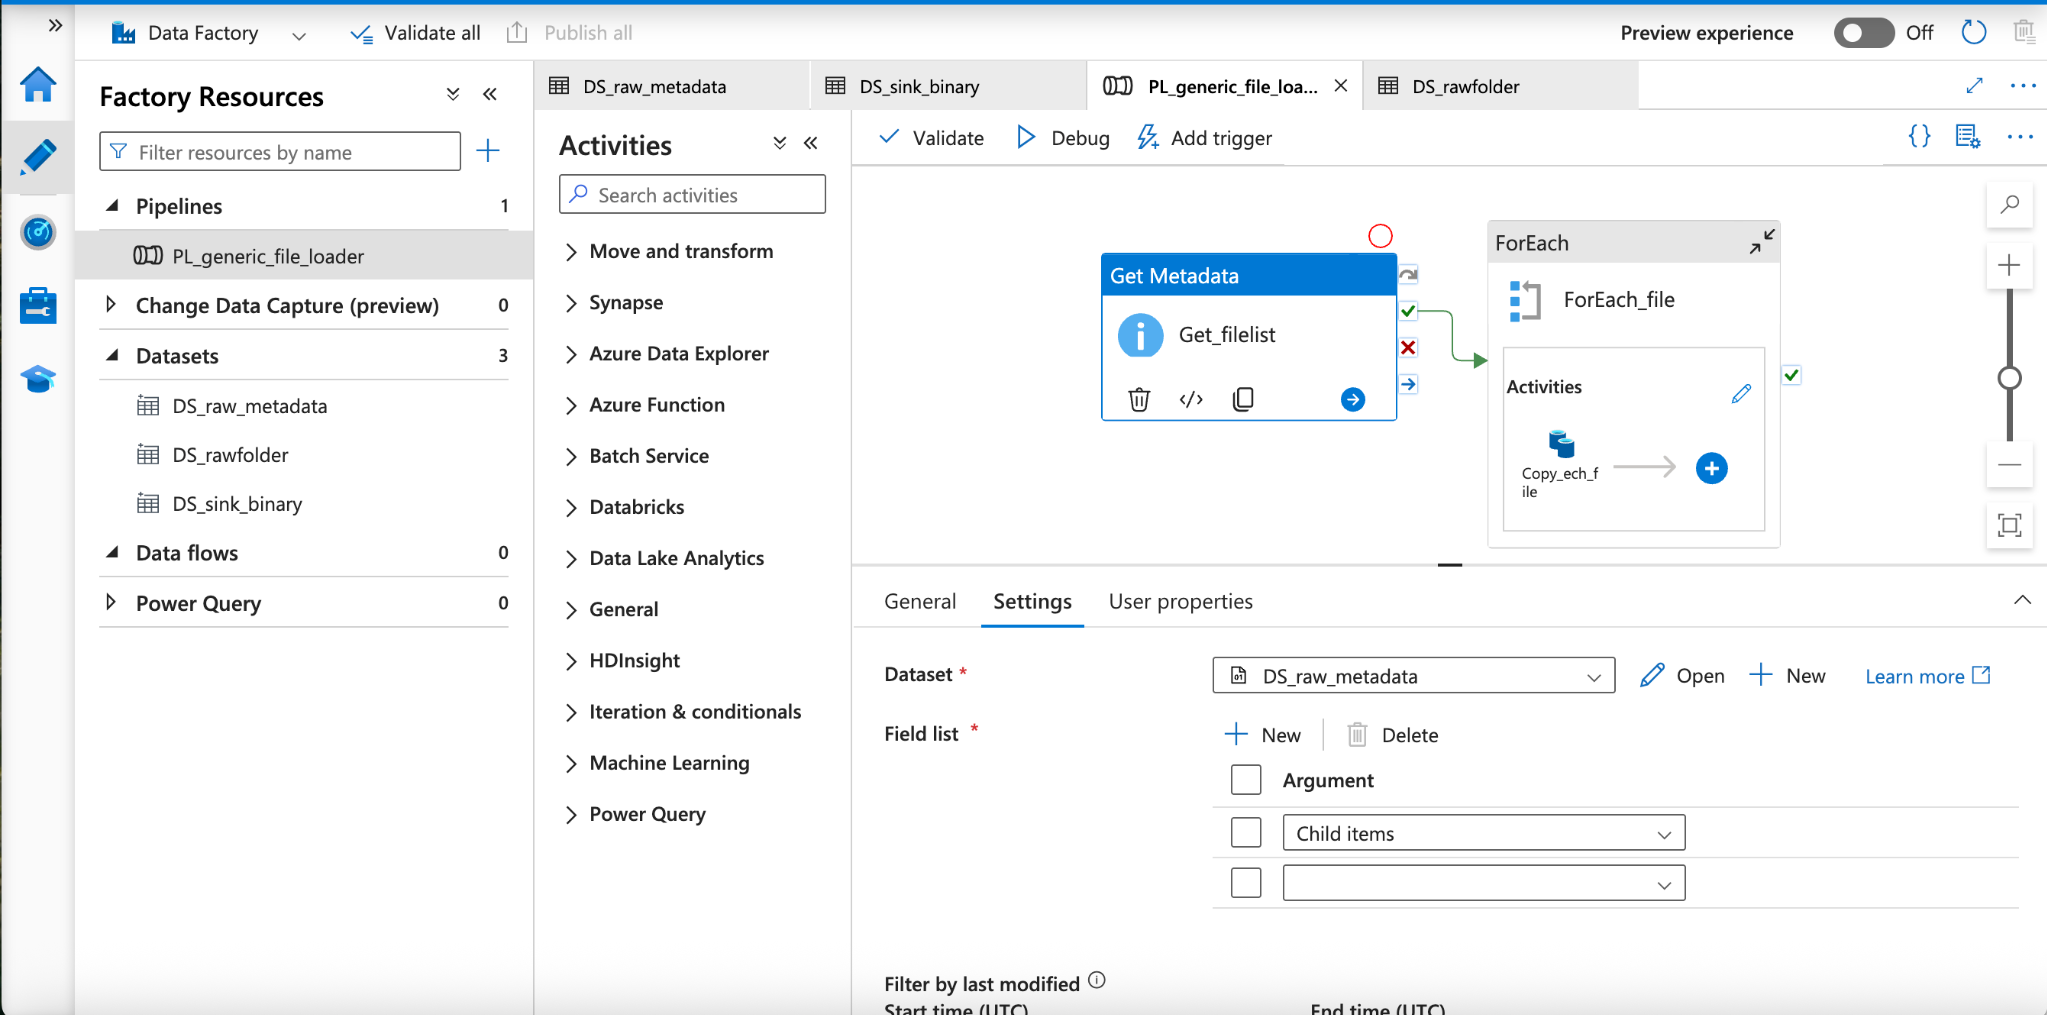 Data Factory
Validate all
Publish all
Preview experience
Off
Factory Resources
Filter resources by name
Pipelines 1
PL_generic_file_loader
Change Data Capture (preview) 0
Datasets 3
DS_raw_metadata
DS_rawfolder
DS_sink_binary
Data flows 0
Power Query 0
DS_raw_metadata
DS_sink_binary
PL_generic_file_loa...
DS_rawfolder
Activities
Search activities
Move and transform
Synapse
Azure Data Explorer
Azure Function
Batch Service
Databricks
Data Lake Analytics
General
HDInsight
Iteration & conditionals
Machine Learning
Power Query
Validate
Debug
Add trigger
Get Metadata
Get_filelist
ForEach
ForEach_file
Activities
Copy_ech_f
ile
General
Settings
User properties
Dataset *
DS_raw_metadata
Open
New
Learn more
Field list *
New
Delete
Argument
Child items
Filter by last modified
Start time (UTC)
End time (UTC)